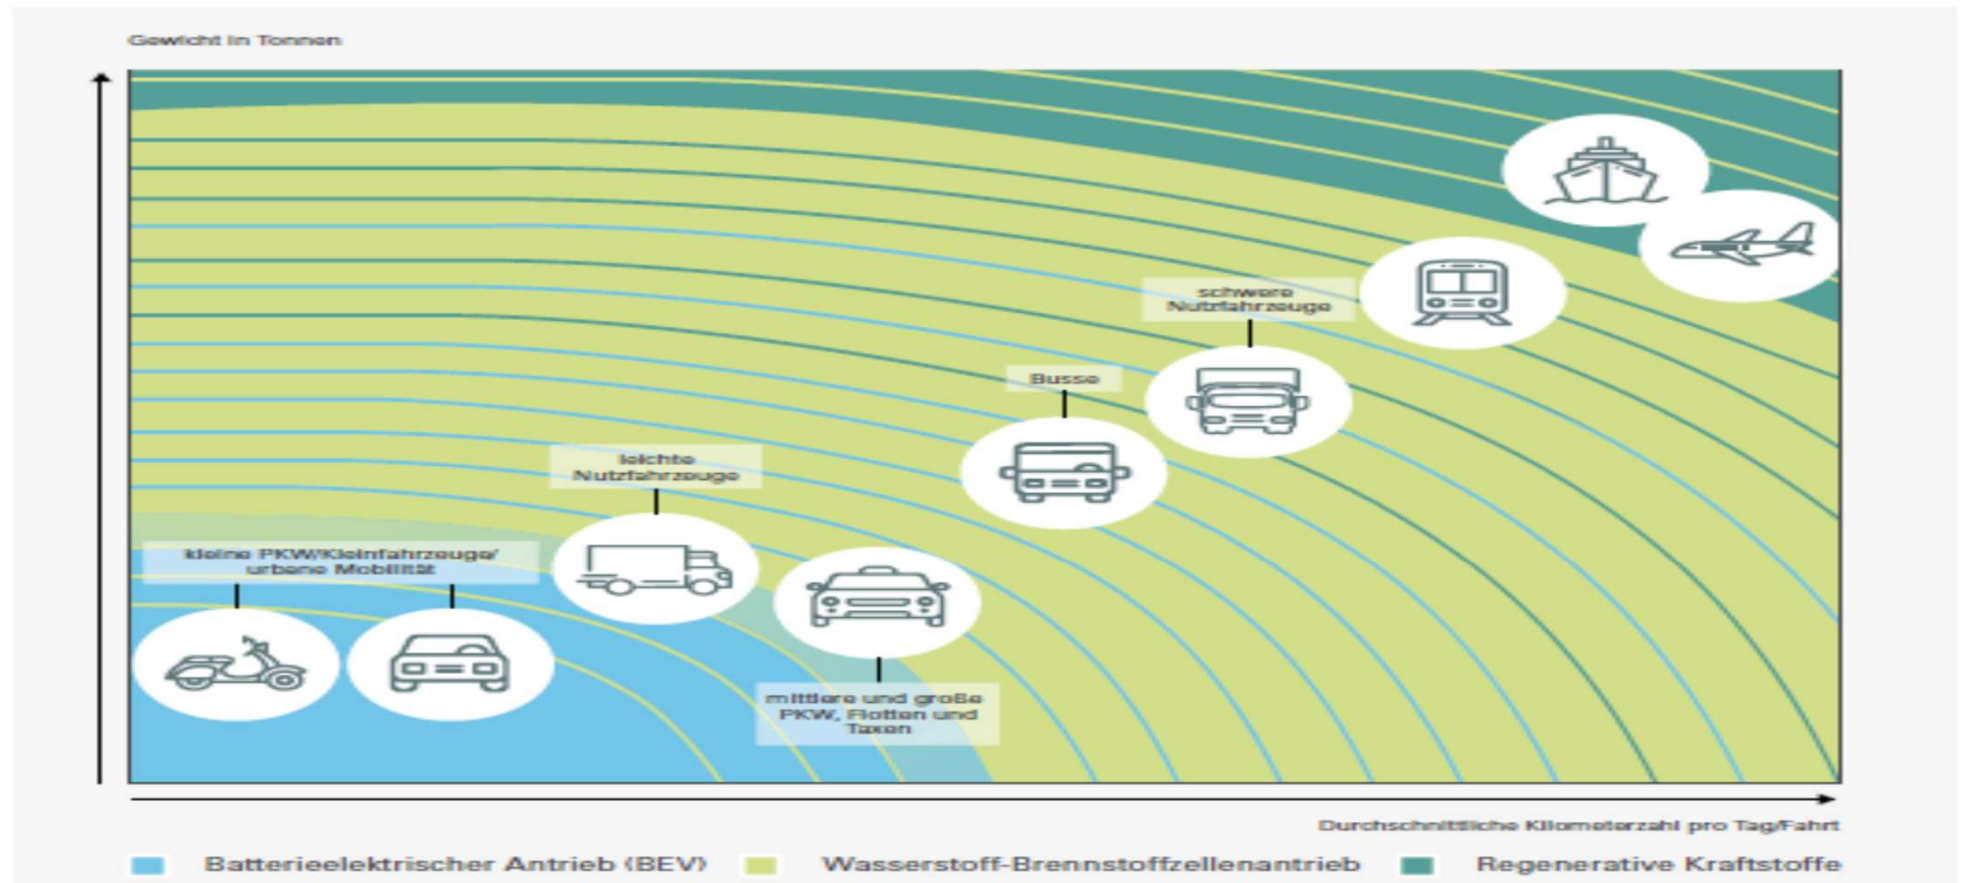 Gewicht in Tonnen
schwere
Nutzfahrzeuge
Busse
leichte
Nutzfahrzeuge
kleine PKW/Kleinfahrzeuge/
urbane Mobilität
mittlere und große
PKW, Flotten und
Taxen
Durchschnittliche Kilometerzahl pro Tag/Fahrt
Batterieelektrischer Antrieb (BEV)
Wasserstoff-Brennstoffzellenantrieb
Regenerative Kraftstoffe